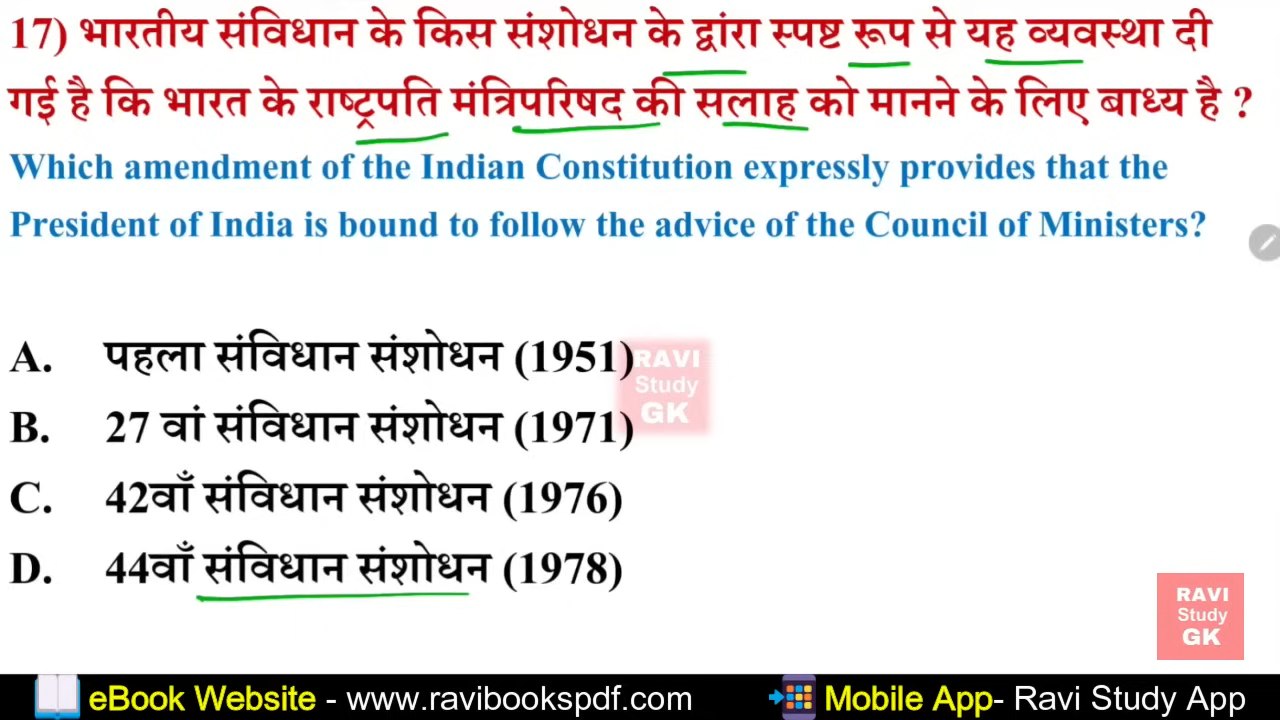 17) भारतीय संविधान के किस संशोधन के द्वांरा स्पष्ट रूप से यह व्यवस्था दी
गई है कि भारत के राष्ट्रपति मंत्रिपरिषद की सलाह को मानने के लिए बाध्य है ?
Which amendment of the Indian Constitution expressly provides that the
President of India is bound to follow the advice of the Council of Ministers?
A. पहला संविधान संशोधन (1951)
B. 27 वां संविधान संशोधन (1971)
C. 42वाँ संविधान संशोधन (1976)
D. 44वाँ संविधान संशोधन (1978)
RAVI
Study
GK
RAVI
Study
GK
eBook Website - www.ravibookspdf.com
Mobile App- Ravi Study App